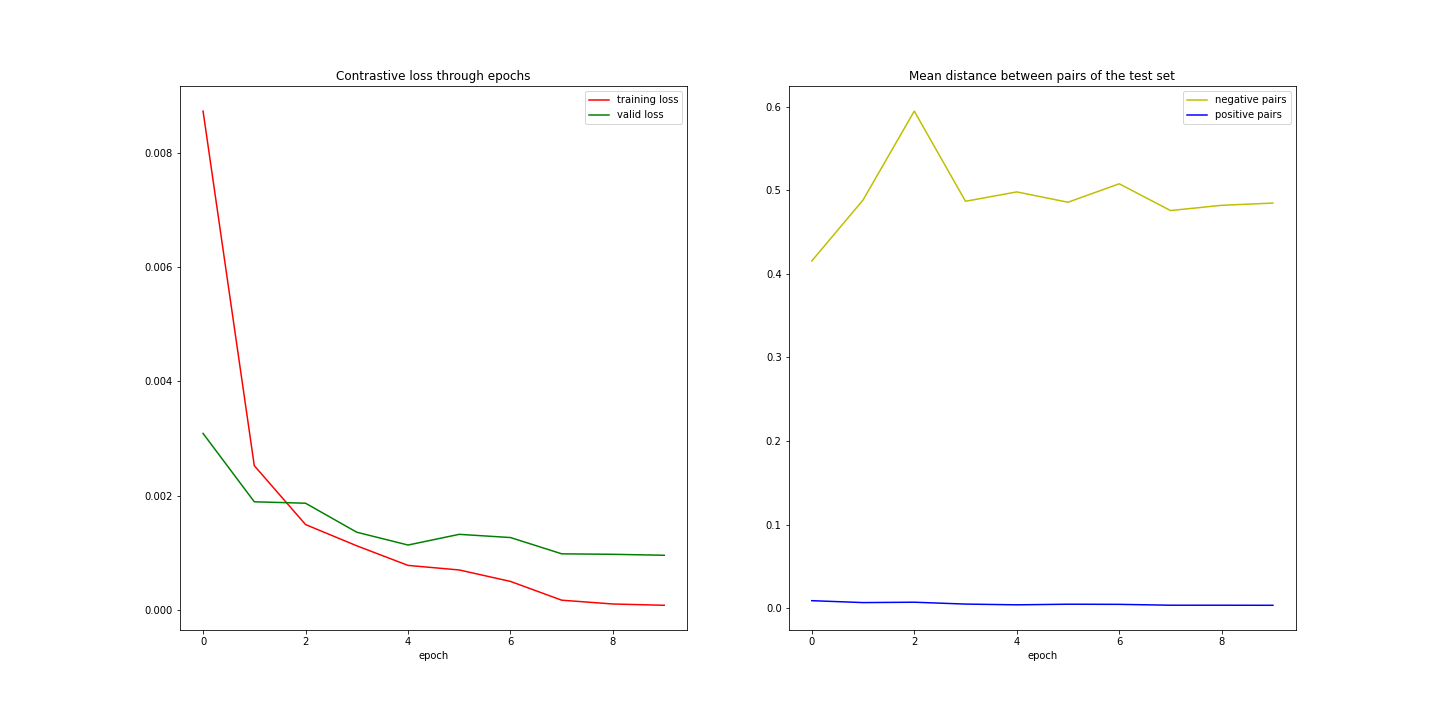 Contrastive loss through epochs
training loss
valid loss
0.008
0.006
0.004
0.002
0.000
0 2 4 6 8
epoch
Mean distance between pairs of the test set
negative pairs
positive pairs
0.6
0.5
0.4
0.3
0.2
0.1
0.0
0 2 4 6 8
epoch